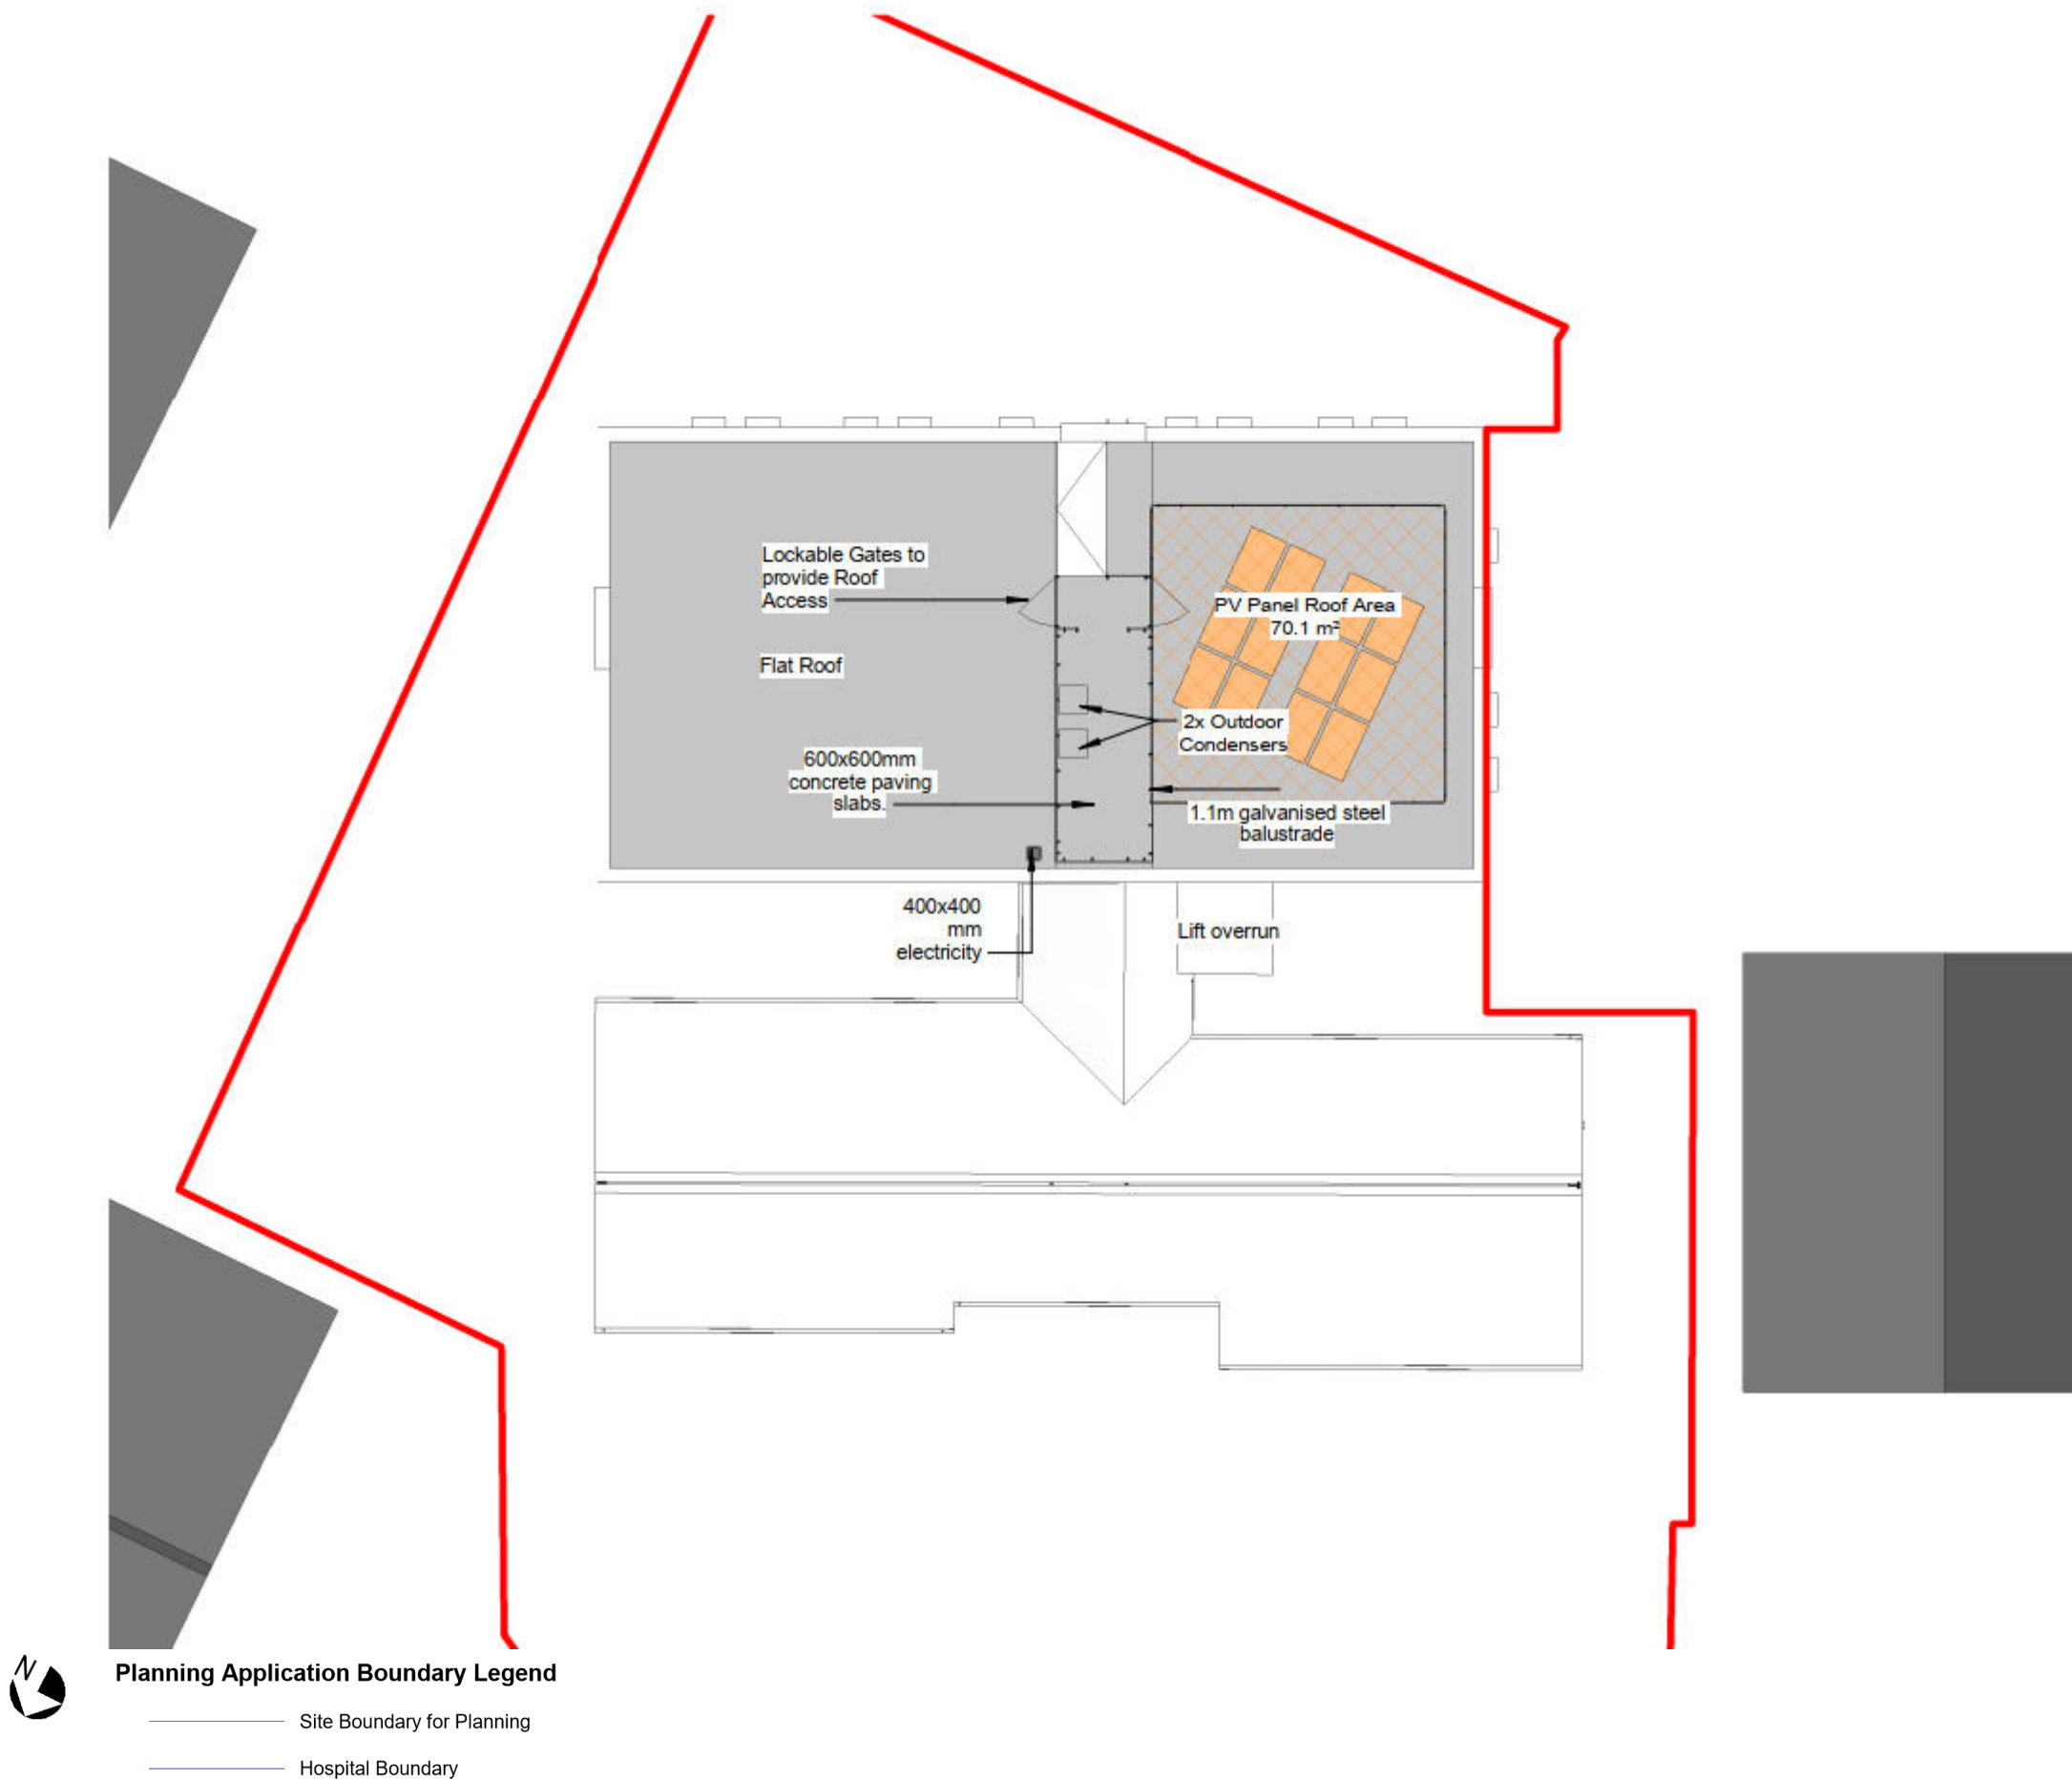 Lockable Gates to
provide Roof
Access
PV Panel Roof Area
70.1 m²
Flat Roof
2x Outdoor
Condensers
600x600mm
concrete paving
slabs.
1.1m galvanised steel
balustrade
400x400
mm
electricity
Lift overrun
N
Planning Application Boundary Legend
Site Boundary for Planning
Hospital Boundary